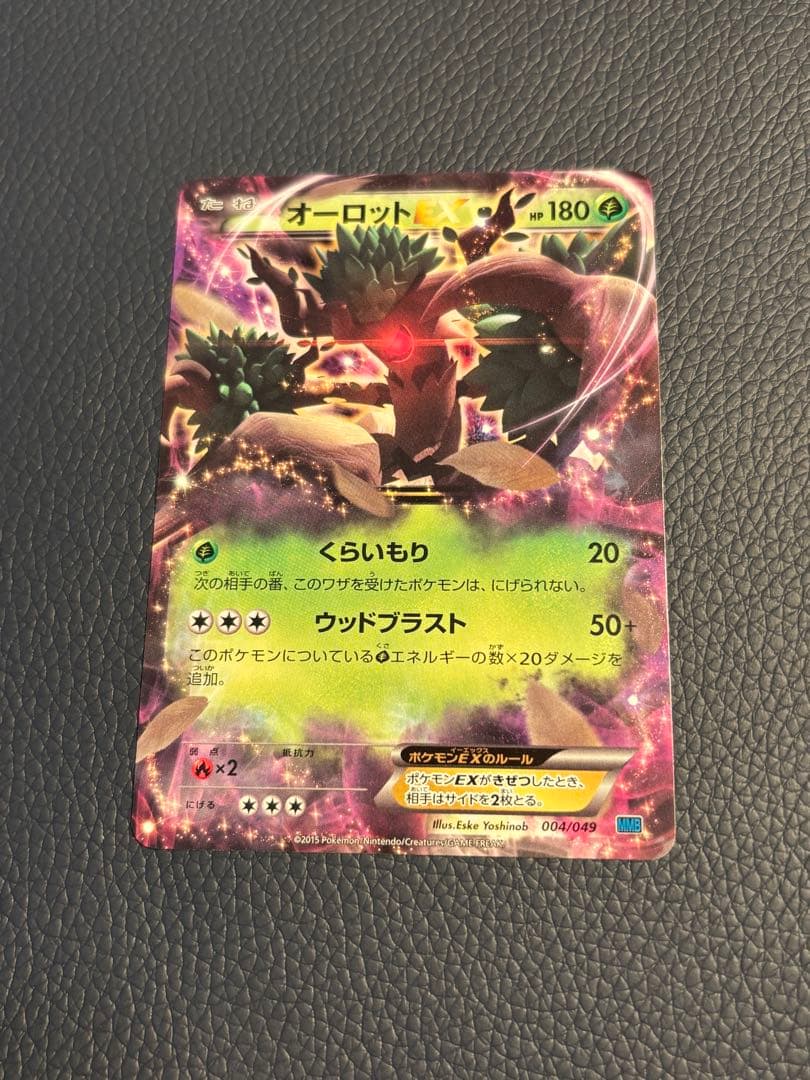 たね オーロットEX HP 180
くらいもり 20
次の相手の番、このワザを受けたポケモンは、にげられない。
ウッドブラスト 50+
このポケモンについているエネルギーの数×20ダメージを
追加。
弱点 抵抗力
×2
ポケモンEXのルール
ポケモンEXがきぜつしたとき、
相手はサイドを2枚とる。
にげる
Illus.Eske Yoshinob 004/049 MMB
©2015 Pokémon/Nintendo/Creatures/GAME FREAK